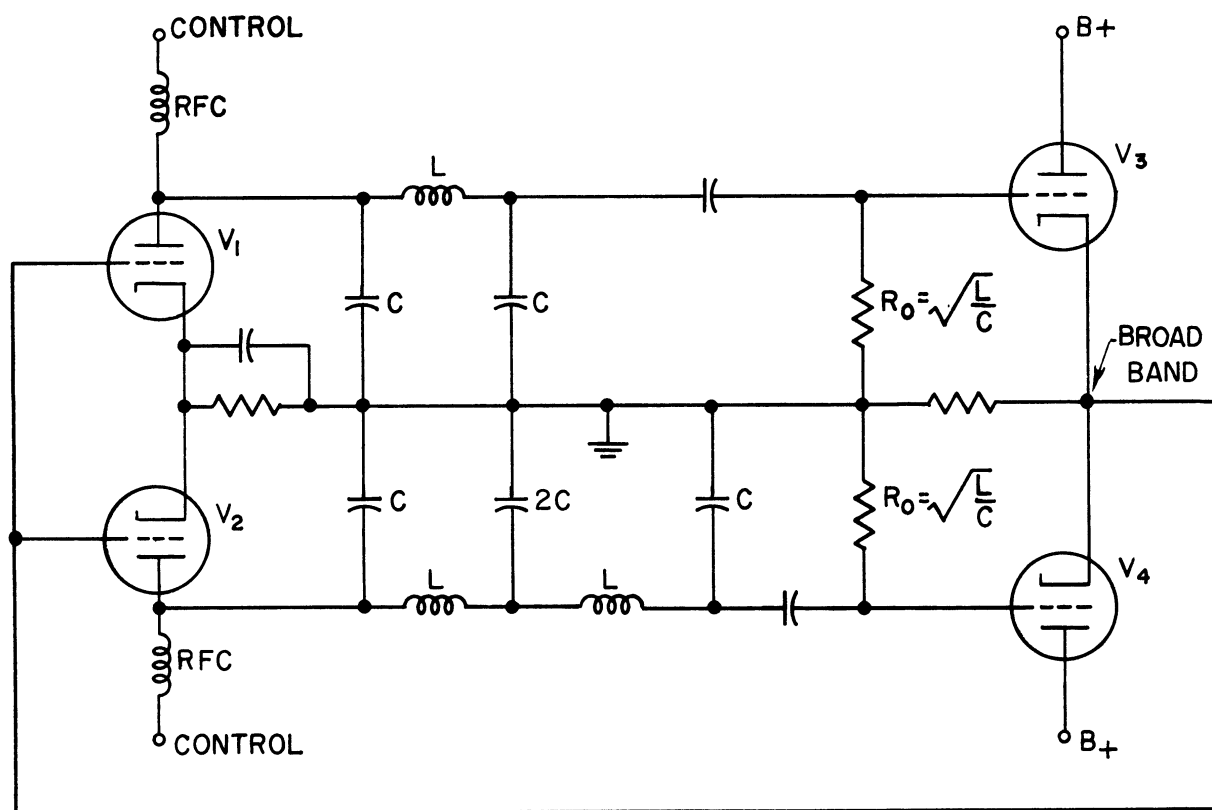 CONTROL
B+
RFC
L
V3
V1
C
C
R0=√L/C
BROAD
BAND
C
2C
C
R0=√L/C
V2
L
L
V4
RFC
CONTROL
B+